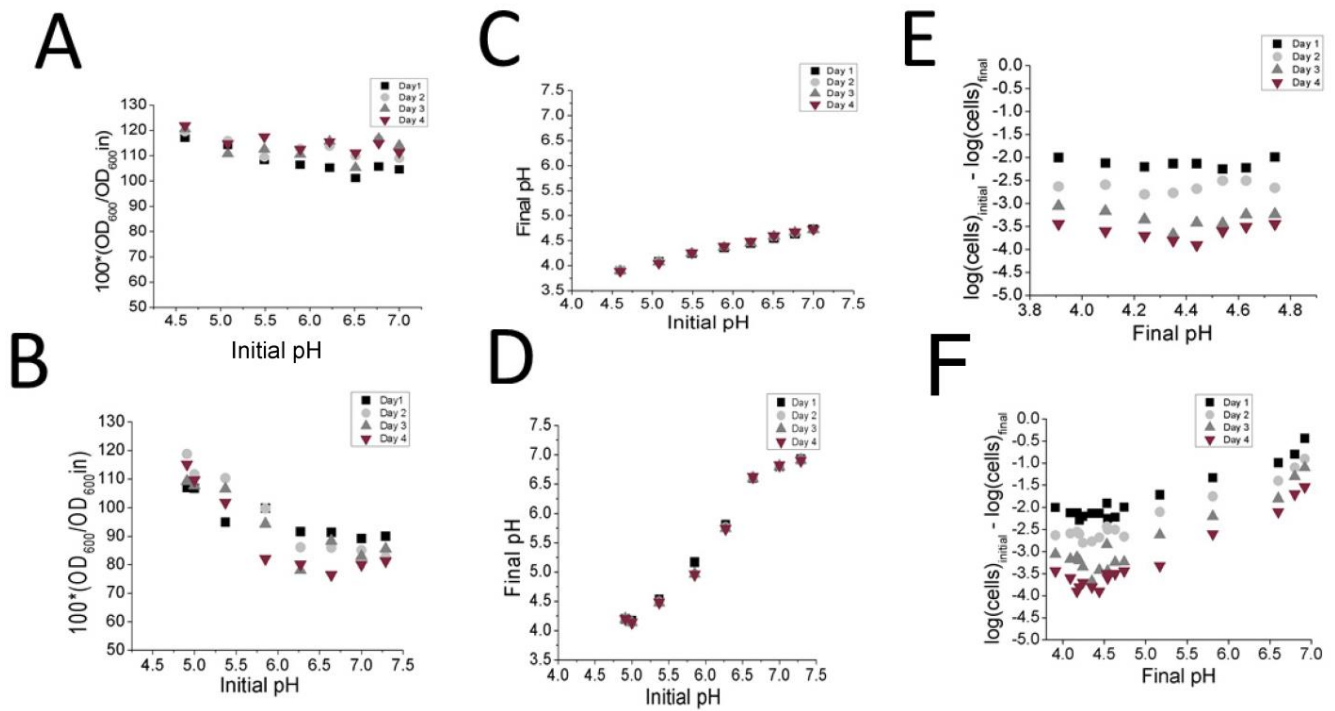 A
Day1
Day 2
Day 3
Day 4
130
120
110
100
90
80
70
60
50
100*(OD600/OD600in)
4.5 5.0 5.5 6.0 6.5 7.0
Initial pH
C
Day 1
Day 2
Day 3
Day 4
7.5
7.0
6.5
6.0
5.5
5.0
4.5
4.0
3.5
Final pH
4.0 4.5 5.0 5.5 6.0 6.5 7.0 7.5
Initial pH
E
Day 1
Day 2
Day 3
Day 4
0.0
-0.5
-1.0
-1.5
-2.0
-2.5
-3.0
-3.5
-4.0
-4.5
-5.0
log(cells)initial - log(cells)final
3.8 4.0 4.2 4.4 4.6 4.8
Final pH
B
Day1
Day 2
Day 3
Day 4
130
120
110
100
90
80
70
60
50
100*(OD600/OD600in)
4.5 5.0 5.5 6.0 6.5 7.0 7.5
Initial pH
D
Day 1
Day 2
Day 3
Day 4
7.5
7.0
6.5
6.0
5.5
5.0
4.5
4.0
3.5
Final pH
4.0 4.5 5.0 5.5 6.0 6.5 7.0 7.5
Initial pH
F
Day 1
Day 2
Day 3
Day 4
0.0
-0.5
-1.0
-1.5
-2.0
-2.5
-3.0
-3.5
-4.0
-4.5
-5.0
log(cells)initial - log(cells)final
4.0 4.5 5.0 5.5 6.0 6.5 7.0
Final pH